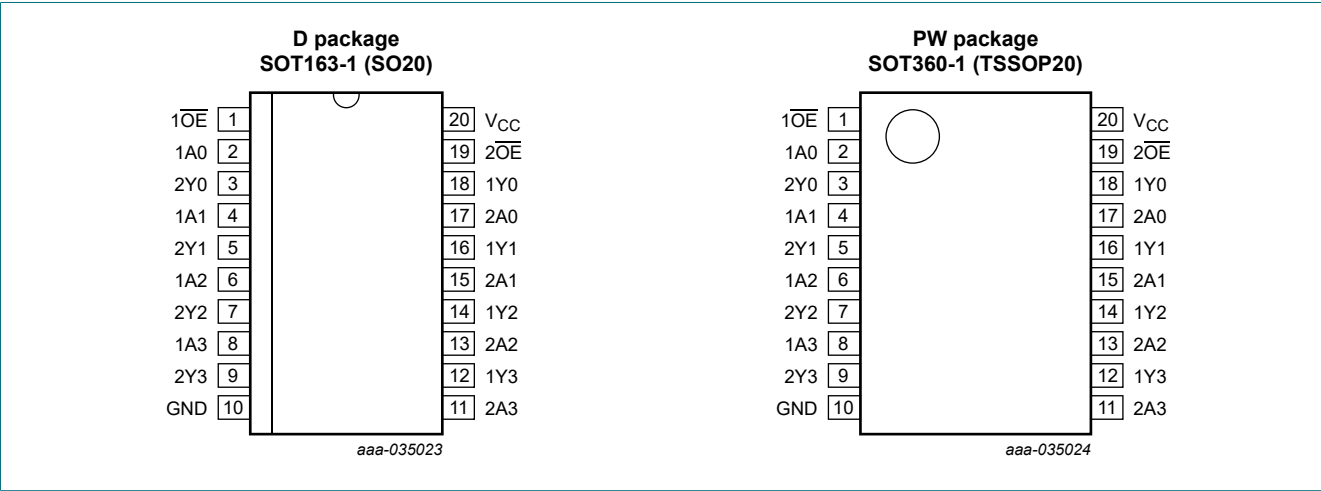 D package
SOT163-1 (SO20)
1O̅E̅ 1 20 VCC
1A0 2 19 2O̅E̅
2Y0 3 18 1Y0
1A1 4 17 2A0
2Y1 5 16 1Y1
1A2 6 15 2A1
2Y2 7 14 1Y2
1A3 8 13 2A2
2Y3 9 12 1Y3
GND 10 11 2A3
aaa-035023
PW package
SOT360-1 (TSSOP20)
1O̅E̅ 1 20 VCC
1A0 2 19 2O̅E̅
2Y0 3 18 1Y0
1A1 4 17 2A0
2Y1 5 16 1Y1
1A2 6 15 2A1
2Y2 7 14 1Y2
1A3 8 13 2A2
2Y3 9 12 1Y3
GND 10 11 2A3
aaa-035024